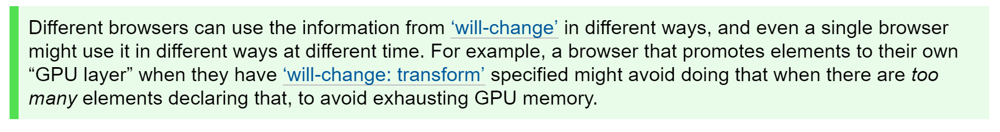 Different browsers can use the information from ‘will-change’ in different ways, and even a single browser
might use it in different ways at different time. For example, a browser that promotes elements to their own
“GPU layer” when they have ‘will-change: transform’ specified might avoid doing that when there are too
many elements declaring that, to avoid exhausting GPU memory.